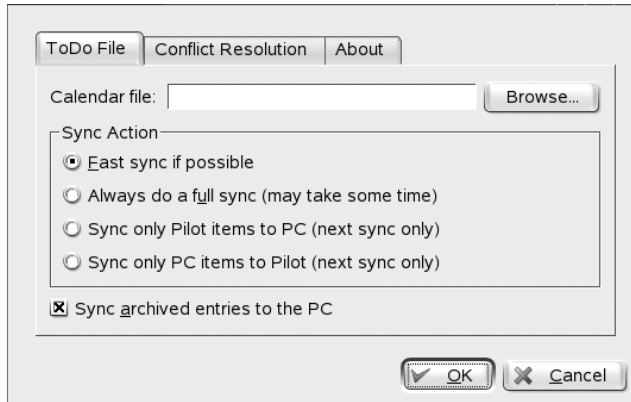 ToDo File Conflict Resolution About
Calendar file: Browse...
Sync Action
Fast sync if possible
Always do a full sync (may take some time)
Sync only Pilot items to PC (next sync only)
Sync only PC items to Pilot (next sync only)
Sync archived entries to the PC
OK Cancel